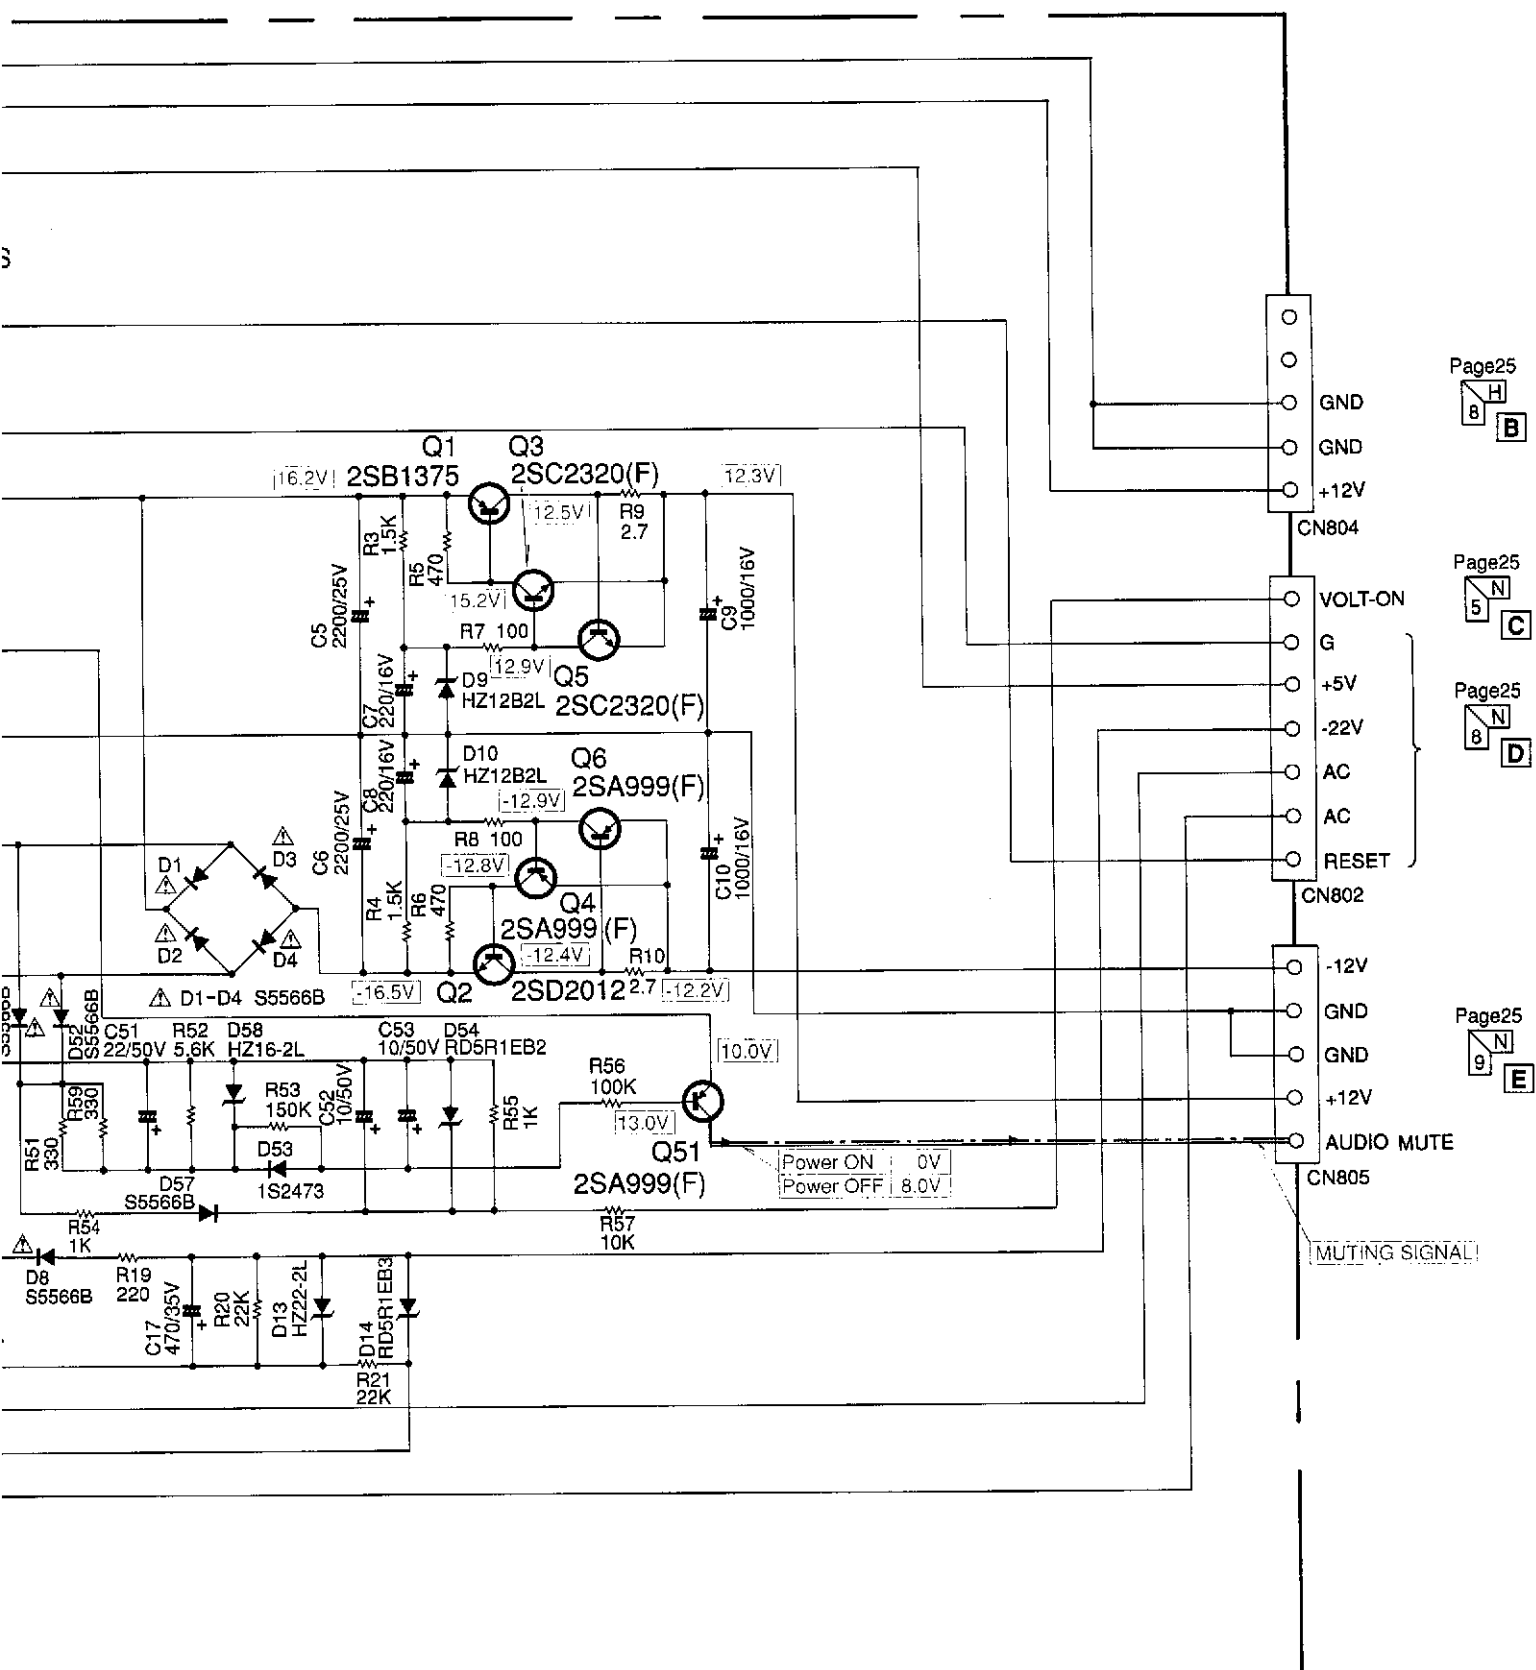 S
Page25
H
8
B
GND
GND
+12V
CN804
Q1
2SB1375
Q3
2SC2320(F)
16.2V
12.5V
12.3V
R9
2.7
R3
1.5K
R5
470
15.2V
C5
2200/25V
C9
1000/16V
R7 100
12.9V
D9
HZ12B2L
Q5
2SC2320(F)
C7
220/16V
Page25
N
5
C
VOLT-ON
G
+5V
-22V
AC
AC
RESET
CN802
Page25
N
8
D
D10
HZ12B2L
Q6
2SA999(F)
-12.9V
C8
220/16V
C6
2200/25V
R8 100
-12.8V
C10
1000/16V
Q4
2SA999(F)
-12.4V
R4
1.5K
R6
470
R10
2.7
-12.2V
-16.5V
Q2
2SD2012
D1
D3
D2
D4
D1-D4 S5566B
-12V
GND
GND
+12V
AUDIO MUTE
CN805
Page25
N
9
E
D52
S5566B
C51
22/50V
R52
5.6K
D58
HZ16-2L
C53
10/50V
D54
RD5R1EB2
10.0V
R56
100K
13.0V
R59
330
R51
330
R53
150K
C52
10/50V
R55
1K
D53
1S2473
Q51
2SA999(F)
Power ON 0V
Power OFF 8.0V
D57
S5566B
R54
1K
R57
10K
MUTING SIGNAL
D8
S5566B
R19
220
C17
470/35V
R20
22K
D13
HZ22-2L
D14
RD5R1EB3
R21
22K